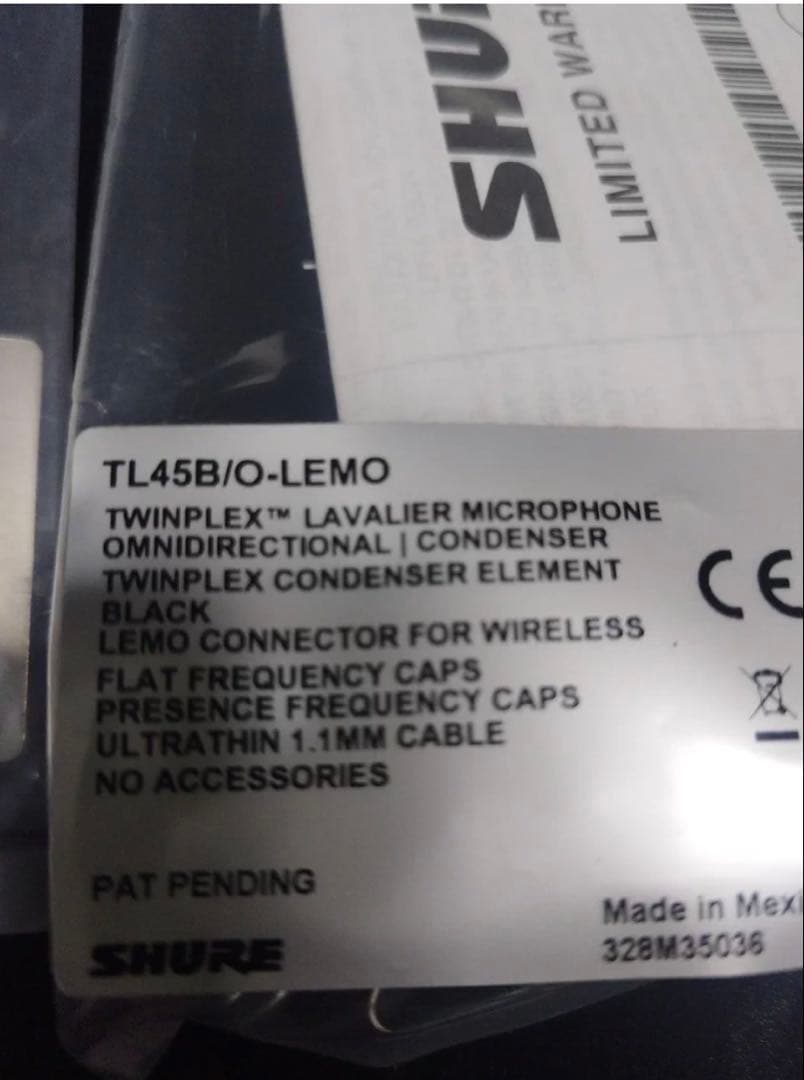 SHU
LIMITED WAR
TL45B/O-LEMO
TWINPLEX™ LAVALIER MICROPHONE
OMNIDIRECTIONAL | CONDENSER
TWINPLEX CONDENSER ELEMENT
BLACK
LEMO CONNECTOR FOR WIRELESS
FLAT FREQUENCY CAPS
PRESENCE FREQUENCY CAPS
ULTRATHIN 1.1MM CABLE
NO ACCESSORIES
CE
PAT PENDING
SHURE
Made in Mexi
328M35036